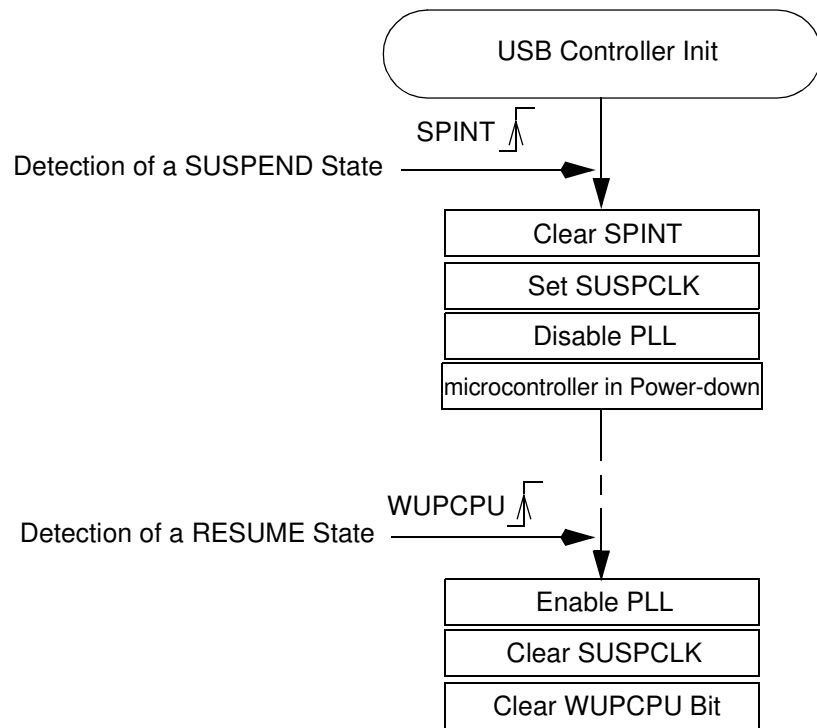 USB Controller Init
SPINT
Detection of a SUSPEND State
Clear SPINT
Set SUSPCLK
Disable PLL
microcontroller in Power-down
WUPCPU
Detection of a RESUME State
Enable PLL
Clear SUSPCLK
Clear WUPCPU Bit